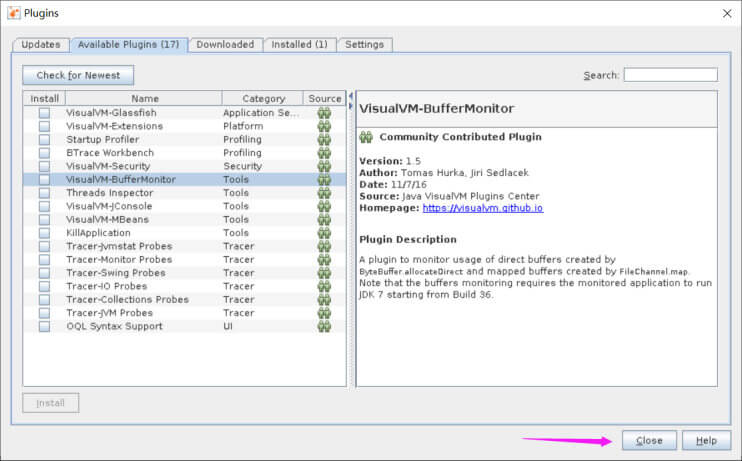 Plugins
Updates
Available Plugins (17)
Downloaded
Installed (1)
Settings
Check for Newest
Search:
Install Name Category Source
VisualVM-Glassfish Application Se...
VisualVM-Extensions Platform
Startup Profiler Profiling
BTrace Workbench Profiling
VisualVM-Security Security
VisualVM-BufferMonitor Tools
Threads Inspector Tools
VisualVM-JConsole Tools
VisualVM-MBeans Tools
KillApplication Tools
Tracer-Jvmstat Probes Tracer
Tracer-Monitor Probes Tracer
Tracer-Swing Probes Tracer
Tracer-IO Probes Tracer
Tracer-Collections Probes Tracer
Tracer-JVM Probes Tracer
OQL Syntax Support UI
VisualVM-BufferMonitor
Community Contributed Plugin
Version: 1.5
Author: Tomas Hurka, Jiri Sedlacek
Date: 11/7/16
Source: Java VisualVM Plugins Center
Homepage: https://visualvm.github.io
Plugin Description
A plugin to monitor usage of direct buffers created by
ByteBuffer.allocateDirect and mapped buffers created by FileChannel.map.
Note that the buffers monitoring requires the monitored application to run
JDK 7 starting from Build 36.
Install
Close
Help